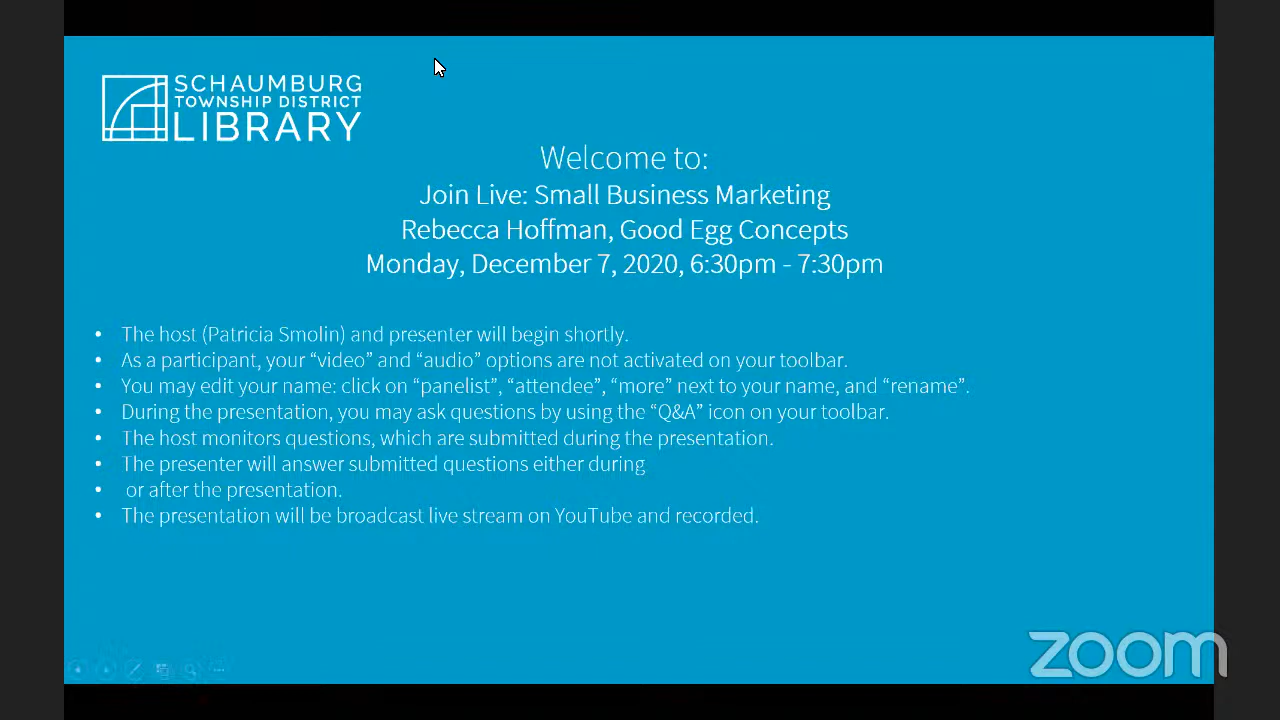 SCHAUMBURG
TOWNSHIP DISTRICT
LIBRARY
Welcome to:
Join Live: Small Business Marketing
Rebecca Hoffman, Good Egg Concepts
Monday, December 7, 2020, 6:30pm - 7:30pm
• The host (Patricia Smolin) and presenter will begin shortly.
• As a participant, your “video” and “audio” options are not activated on your toolbar.
• You may edit your name: click on “panelist”, “attendee”, “more” next to your name, and “rename”.
• During the presentation, you may ask questions by using the “Q&A” icon on your toolbar.
• The host monitors questions, which are submitted during the presentation.
• The presenter will answer submitted questions either during
• or after the presentation.
• The presentation will be broadcast live stream on YouTube and recorded.
zoom